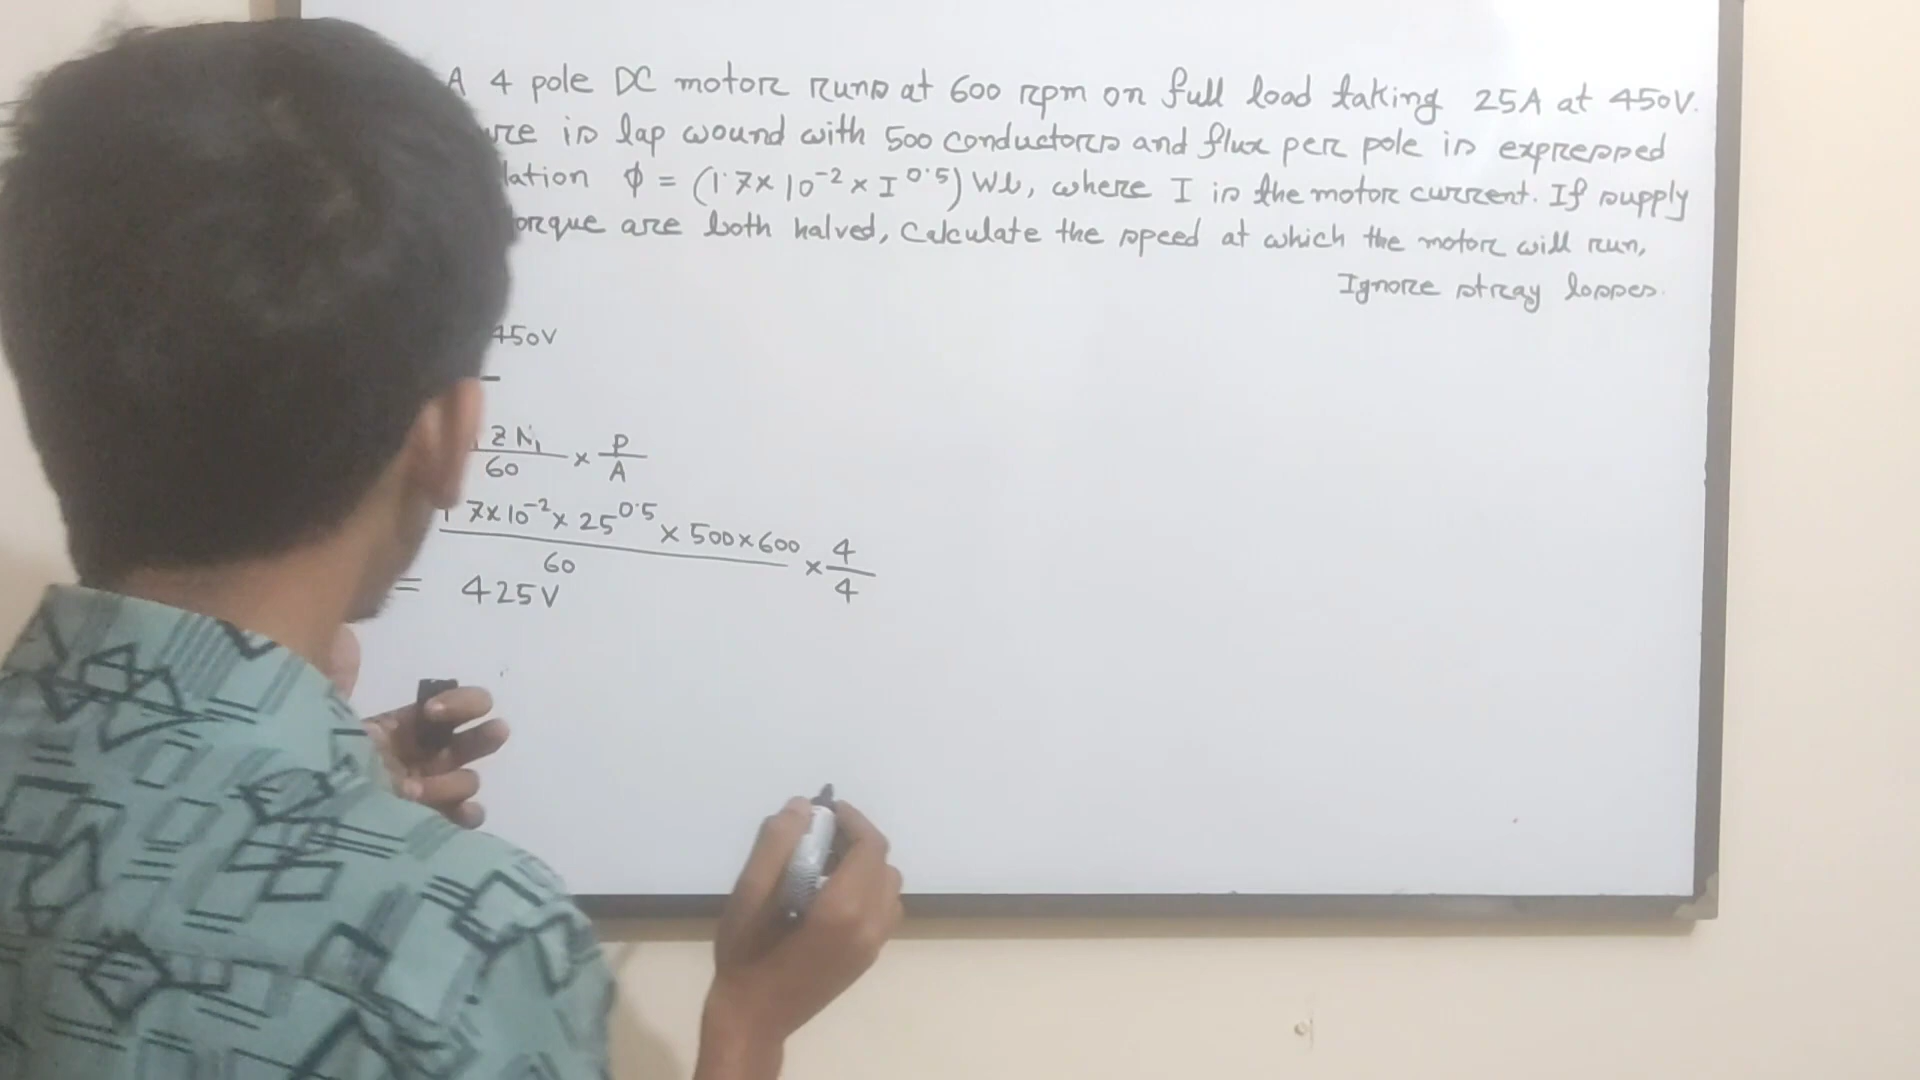 A 4 pole DC motor runs at 600 rpm on full load taking 25A at 450V.
is lap wound with 500 conductors and flux per pole is expressed
φ = (1.7×10⁻² × I^0.5) Wb, where I is the motor current. If supply
are both halved, Calculate the speed at which the motor will run,
Ignore stray losses.
450V
ZN₁/60 × P/A
1.7×10⁻² × 25^0.5 × 500×600/60 × 4/4
= 425V